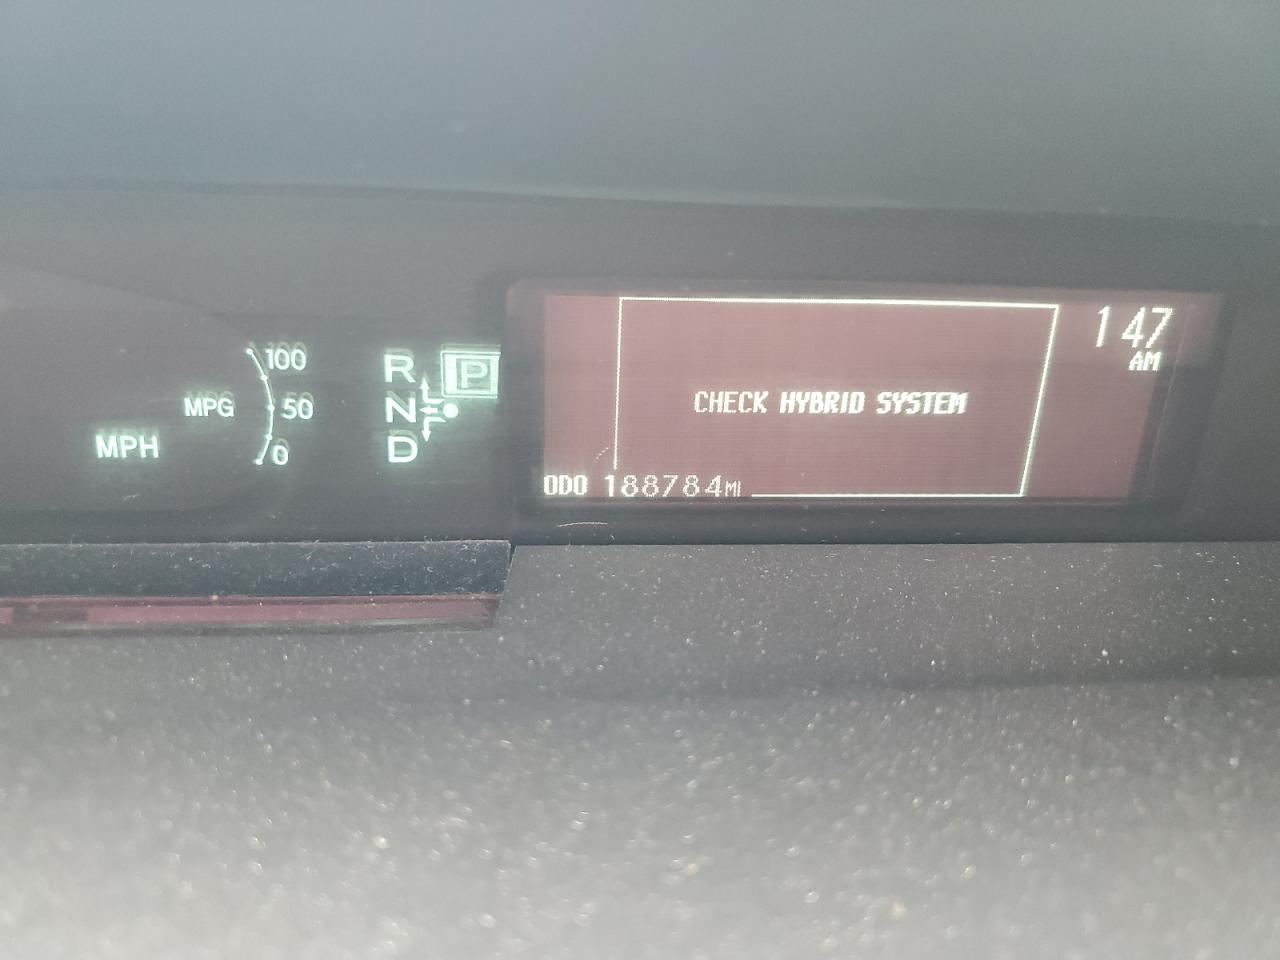 100
MPG 50
MPH 0
R P
N
D
1 47
AM
CHECK HYBRID SYSTEM
ODO 188784MI